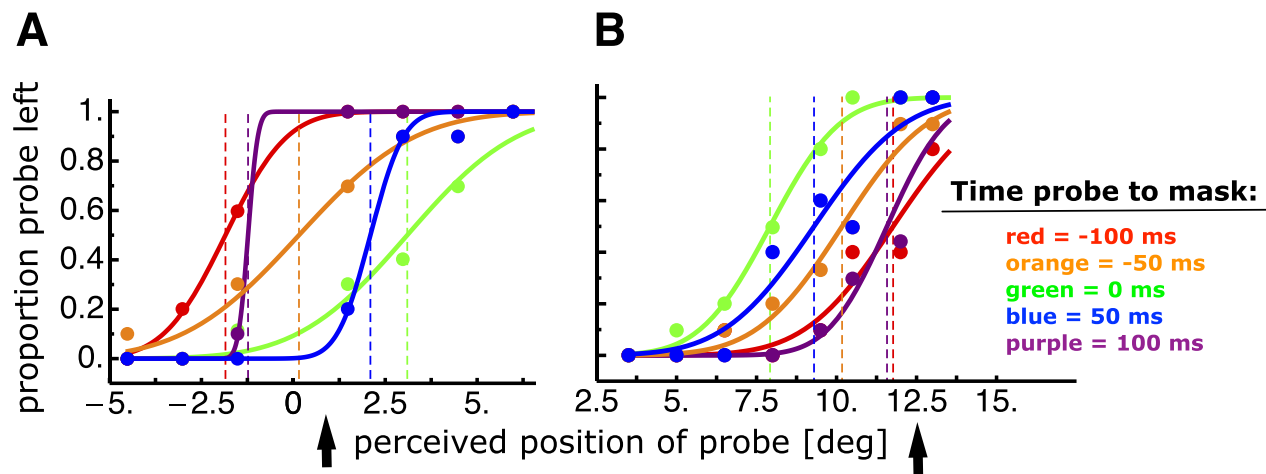 A
B
proportion probe left
1.
0.8
0.6
0.4
0.2
0.
−5.
−2.5
0
2.5
5.
2.5
5.
7.5
10.
12.5
15.
perceived position of probe [deg]
Time probe to mask:
red = -100 ms
orange = -50 ms
green = 0 ms
blue = 50 ms
purple = 100 ms